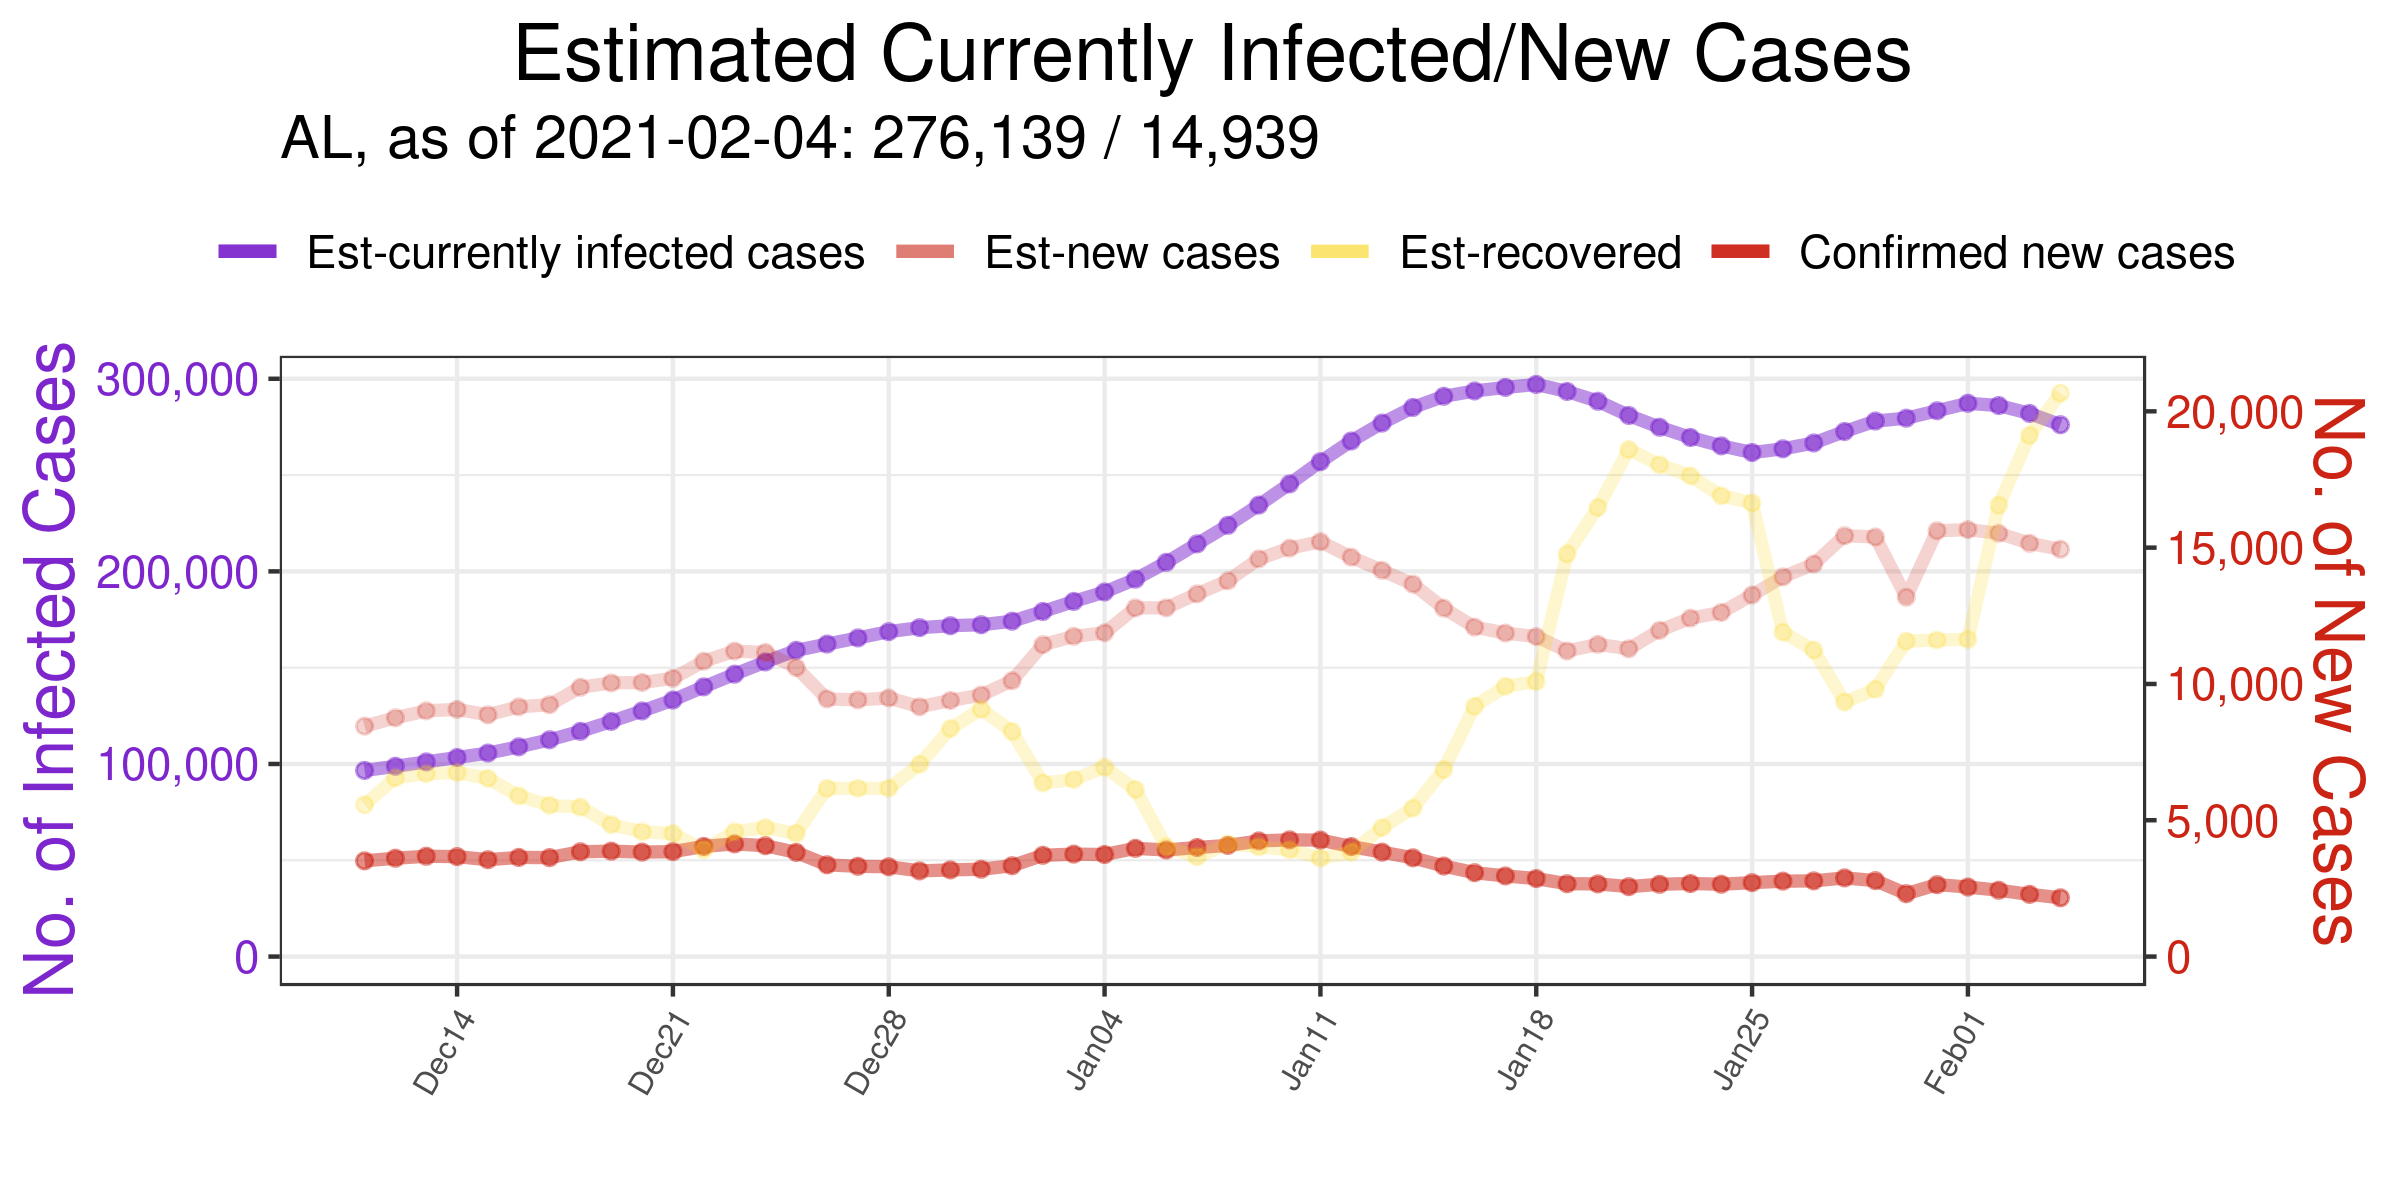 Estimated Currently Infected/New Cases
AL, as of 2021-02-04: 276,139 / 14,939
Est-currently infected cases Est-new cases Est-recovered Confirmed new cases
No. of Infected Cases
300,000
200,000
100,000
0
20,000
15,000
10,000
5,000
0
No. of New Cases
Dec14 Dec21 Dec28 Jan04 Jan11 Jan18 Jan25 Feb01